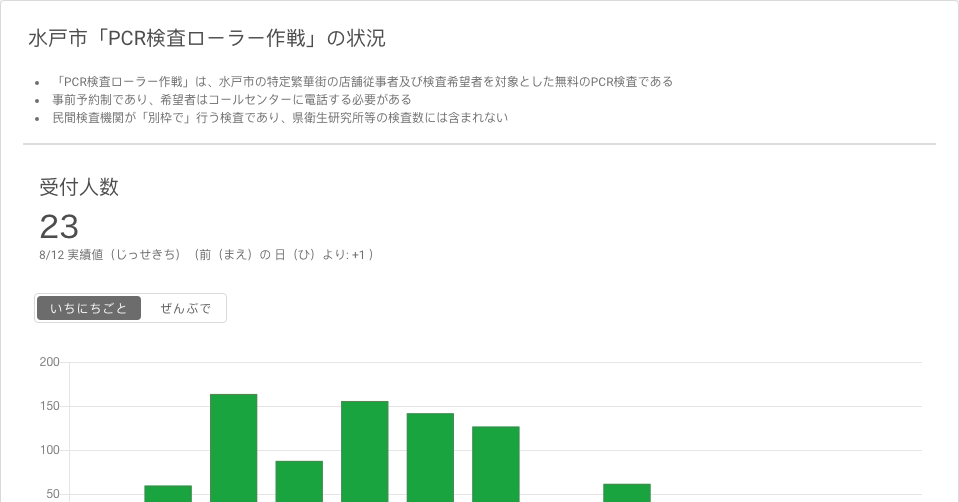 水戸市「PCR検査ローラー作戦」の状況
「PCR検査ローラー作戦」は、水戸市の特定繁華街の店舗従事者及び検査希望者を対象とした無料のPCR検査である
事前予約制であり、希望者はコールセンターに電話する必要がある
民間検査機関が「別枠で」行う検査であり、県衛生研究所等の検査数には含まれない
受付人数
23
8/12 実績値（じっせきち）（前（まえ）の 日（ひ）より: +1 ）
いちにちごと ぜんぶで
200
150
100
50